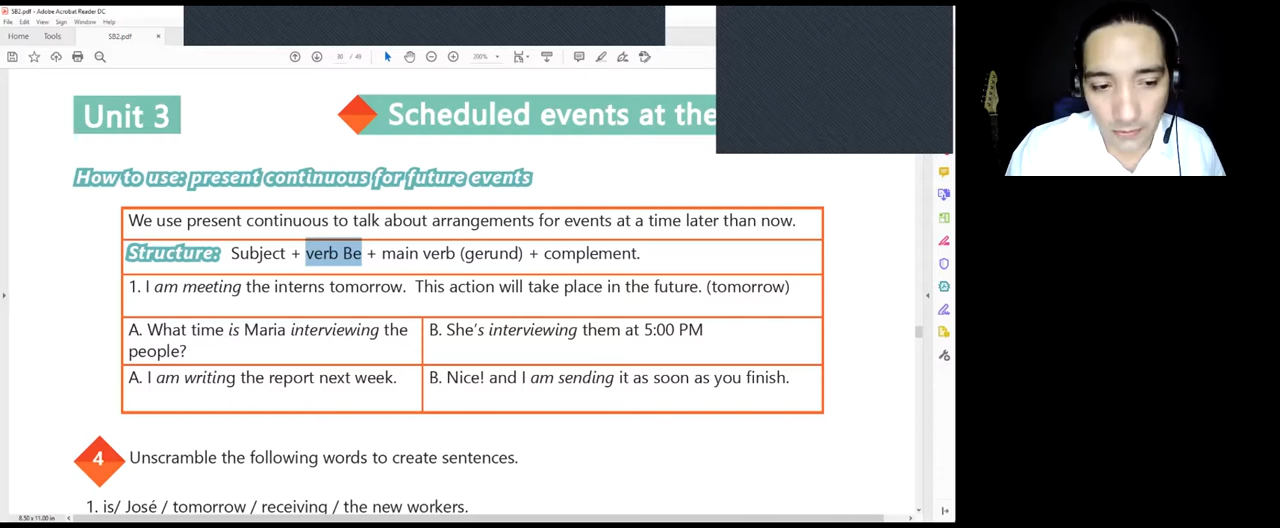 SB2.pdf - Adobe Acrobat Reader DC
File Edit View Sign Window Help
Home Tools SB2.pdf ×
30 / 49 200%
Unit 3
Scheduled events at the
How to use: present continuous for future events
We use present continuous to talk about arrangements for events at a time later than now.
Structure: Subject + verb Be + main verb (gerund) + complement.
1. I am meeting the interns tomorrow. This action will take place in the future. (tomorrow)
A. What time is Maria interviewing the people?
B. She's interviewing them at 5:00 PM
A. I am writing the report next week.
B. Nice! and I am sending it as soon as you finish.
4 Unscramble the following words to create sentences.
1. is/ José / tomorrow / receiving / the new workers.
8.50 x 11.00 in